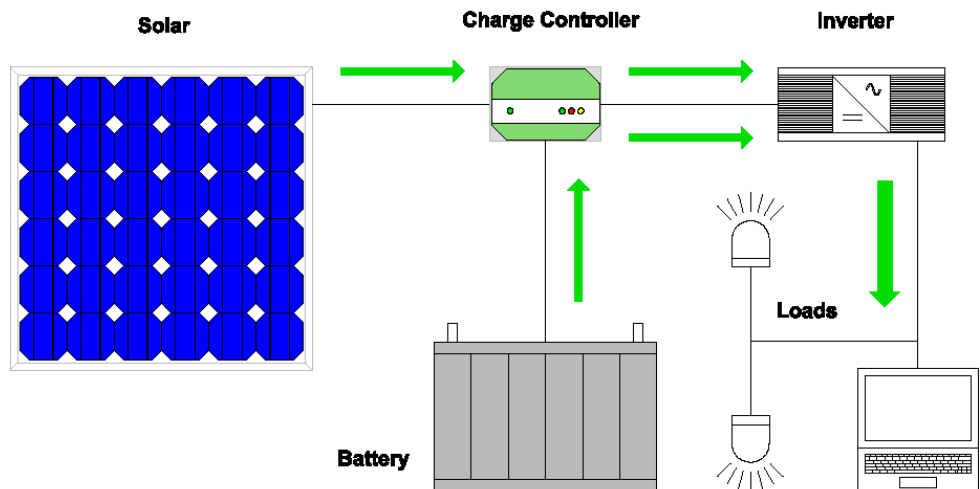 Solar
Charge Controller
Inverter
Loads
Battery